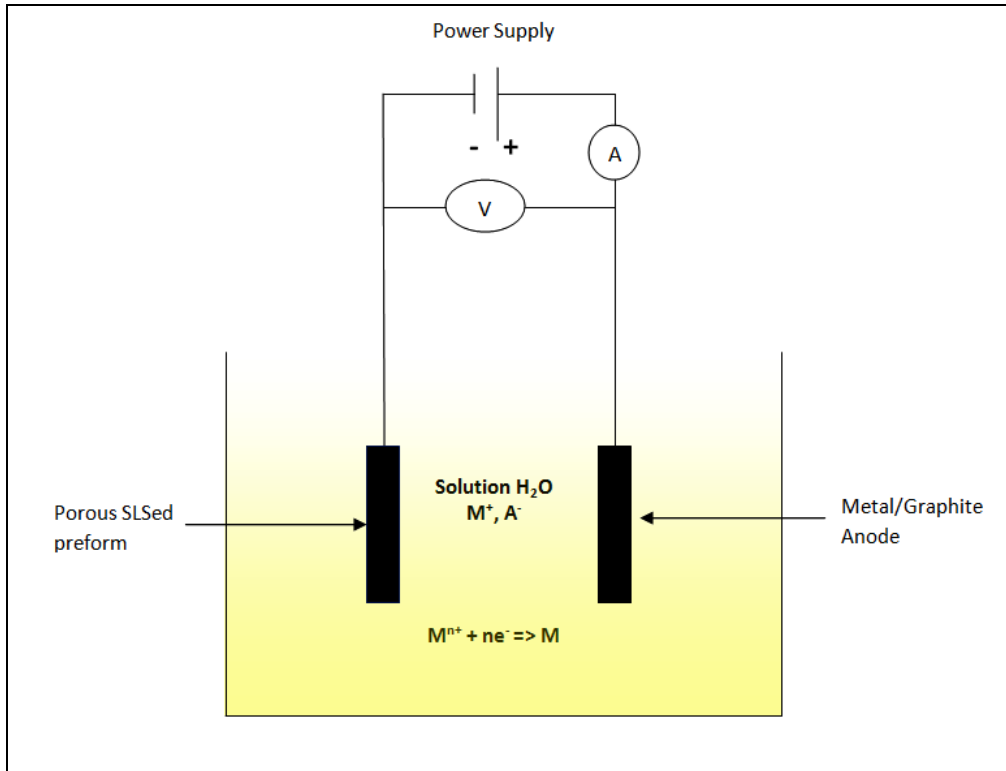 Power Supply
- +
A
V
Solution H₂O
M⁺, A⁻
Porous SLSed
preform
Metal/Graphite
Anode
Mⁿ⁺ + ne⁻ => M